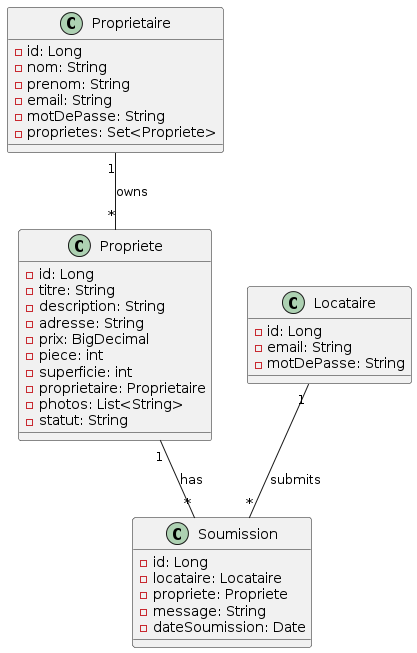 C Proprietaire
id: Long
nom: String
prenom: String
email: String
motDePasse: String
proprietes: Set<Propriete>
1
owns
*
C Propriete
id: Long
titre: String
description: String
adresse: String
prix: BigDecimal
piece: int
superficie: int
proprietaire: Proprietaire
photos: List<String>
statut: String
C Locataire
id: Long
email: String
motDePasse: String
1
has
*
1
submits
*
C Soumission
id: Long
locataire: Locataire
propriete: Propriete
message: String
dateSoumission: Date